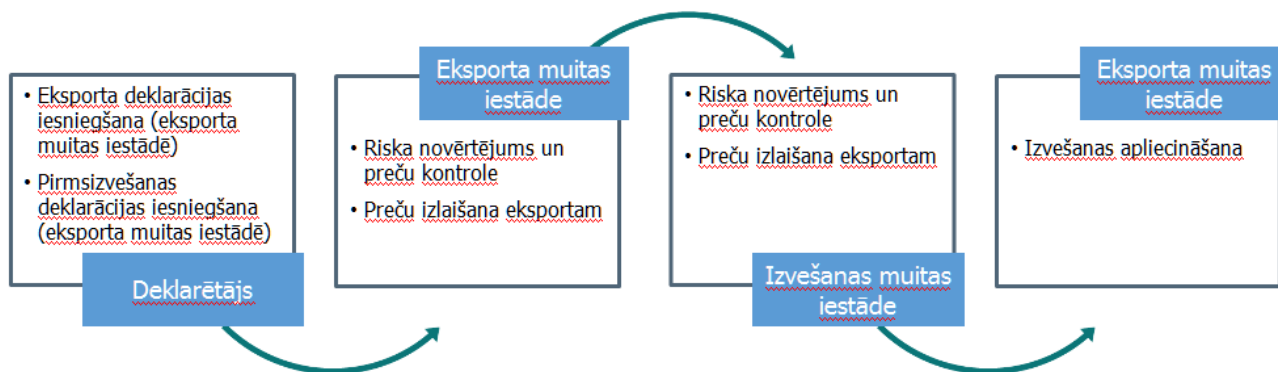 • Eksporta deklarācijas
iesniegšana (eksporta
muitas iestādē)
• Pirmsizvešanas
deklarācijas iesniegšana
(eksporta muitas iestādē)
Deklarētājs
Eksporta muitas
iestāde
• Riska novērtējums un
preču kontrole
• Preču izlaišana eksportam
• Riska novērtējums un
preču kontrole
• Preču izlaišana eksportam
Izvešanas muitas
iestāde
Eksporta muitas
iestāde
• Izvešanas apliecināšana